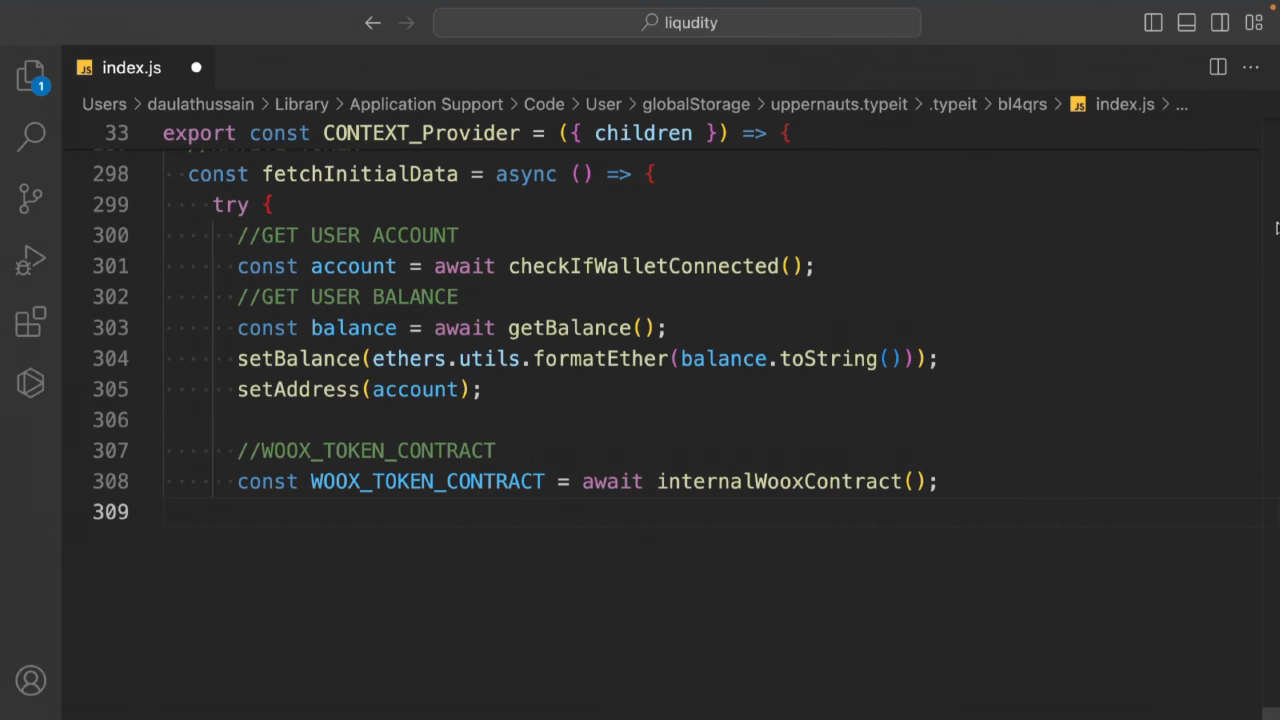 liqudity
JS index.js
1
Users > daulathussain > Library > Application Support > Code > User > globalStorage > uppernauts.typeit > .typeit > bl4qrs > JS index.js > ...
33 export const CONTEXT_Provider = ({ children }) => {
298 const fetchInitialData = async () => {
299 try {
300 //GET USER ACCOUNT
301 const account = await checkIfWalletConnected();
302 //GET USER BALANCE
303 const balance = await getBalance();
304 setBalance(ethers.utils.formatEther(balance.toString()));
305 setAddress(account);
306
307 //WOOX_TOKEN_CONTRACT
308 const WOOX_TOKEN_CONTRACT = await internalWooxContract();
309